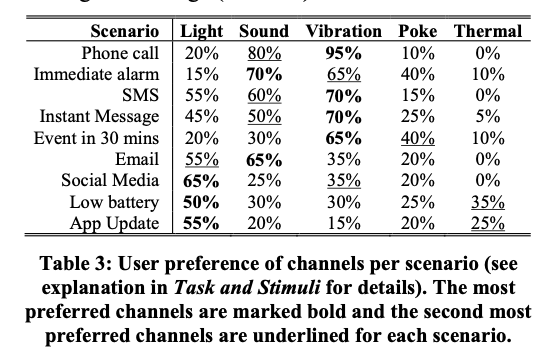 Scenario Light Sound Vibration Poke Thermal
Phone call 20% 80% 95% 10% 0%
Immediate alarm 15% 70% 65% 40% 10%
SMS 55% 60% 70% 15% 0%
Instant Message 45% 50% 70% 25% 5%
Event in 30 mins 20% 30% 65% 40% 10%
Email 55% 65% 35% 20% 0%
Social Media 65% 25% 35% 20% 0%
Low battery 50% 30% 30% 25% 35%
App Update 55% 20% 15% 20% 25%
Table 3: User preference of channels per scenario (see
explanation in Task and Stimuli for details). The most
preferred channels are marked bold and the second most
preferred channels are underlined for each scenario.